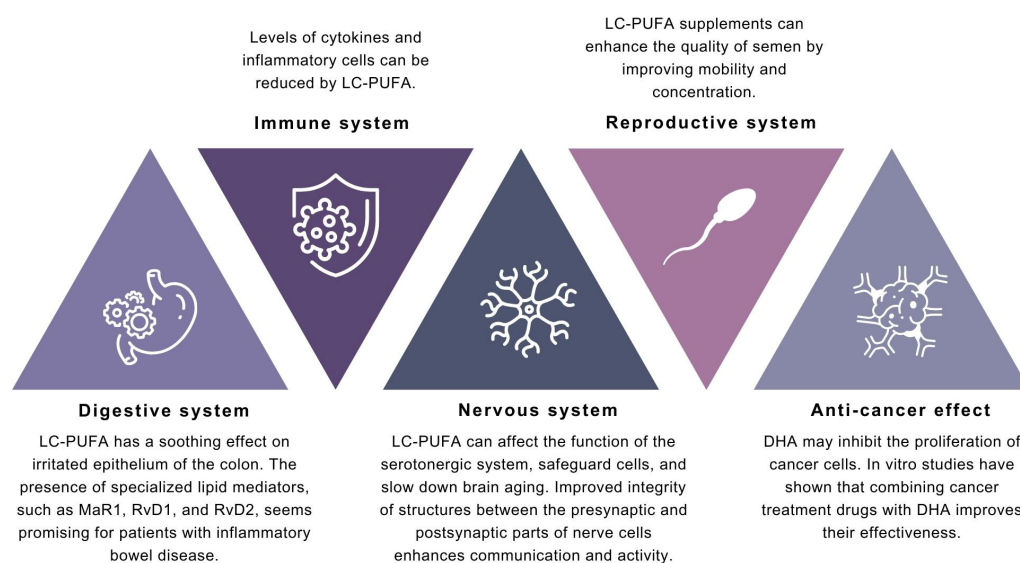 Levels of cytokines and
inflammatory cells can be
reduced by LC-PUFA.
Immune system
LC-PUFA supplements can
enhance the quality of semen by
improving mobility and
concentration.
Reproductive system
Digestive system
LC-PUFA has a soothing effect on
irritated epithelium of the colon. The
presence of specialized lipid mediators,
such as MaR1, RvD1, and RvD2, seems
promising for patients with inflammatory
bowel disease.
Nervous system
LC-PUFA can affect the function of the
serotonergic system, safeguard cells, and
slow down brain aging. Improved integrity
of structures between the presynaptic and
postsynaptic parts of nerve cells
enhances communication and activity.
Anti-cancer effect
DHA may inhibit the proliferation of
cancer cells. In vitro studies have
shown that combining cancer
treatment drugs with DHA improves
their effectiveness.